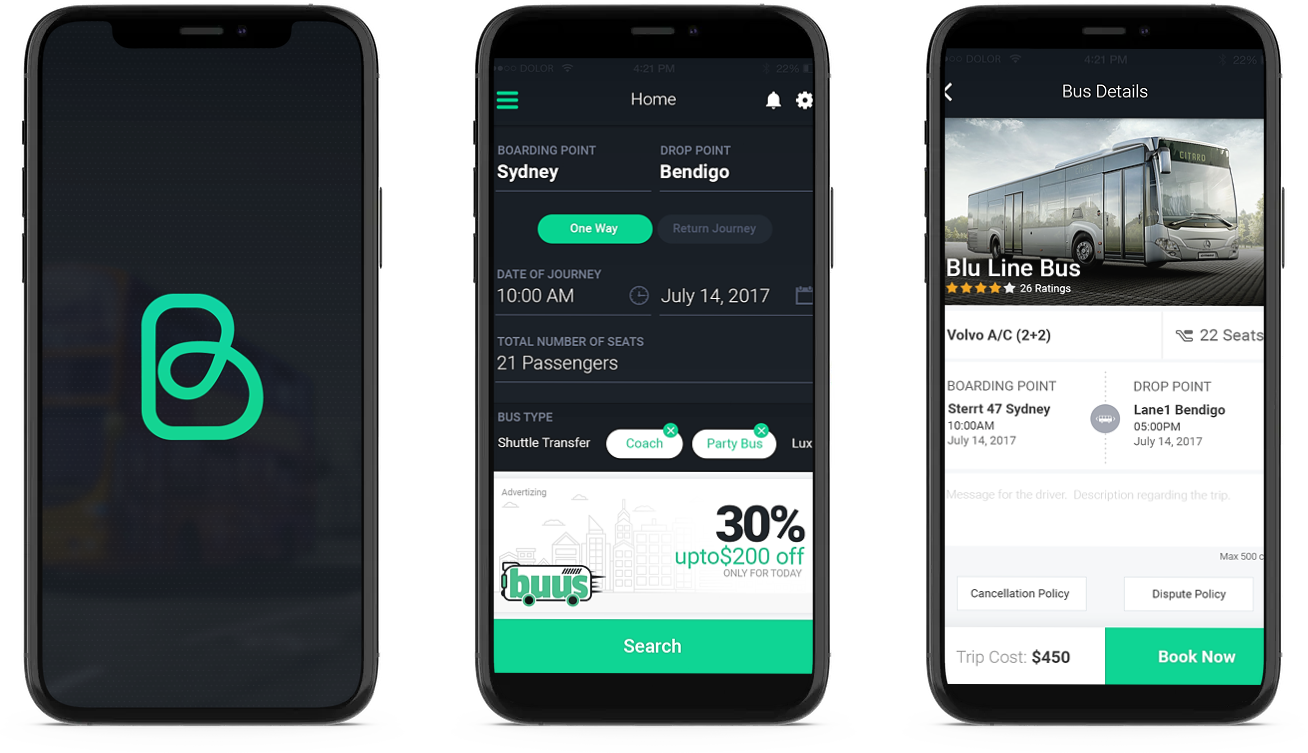 DOLOR 4:21 PM 22%
Home
BOARDING POINT DROP POINT
Sydney Bendigo
One Way Return Journey
DATE OF JOURNEY
10:00 AM July 14, 2017
TOTAL NUMBER OF SEATS
21 Passengers
BUS TYPE
Shuttle Transfer Coach Party Bus Lux
Advertizing
30%
upto$200 off
ONLY FOR TODAY
buus
Search
DOLOR 4:21 PM 22%
Bus Details
CITARO
Blu Line Bus
26 Ratings
Volvo A/C (2+2) 22 Seats
BOARDING POINT DROP POINT
Sterrt 47 Sydney Lane1 Bendigo
10:00AM 05:00PM
July 14, 2017 July 14, 2017
Message for the driver. Description regarding the trip.
Max 500 c
Cancellation Policy Dispute Policy
Trip Cost: $450 Book Now